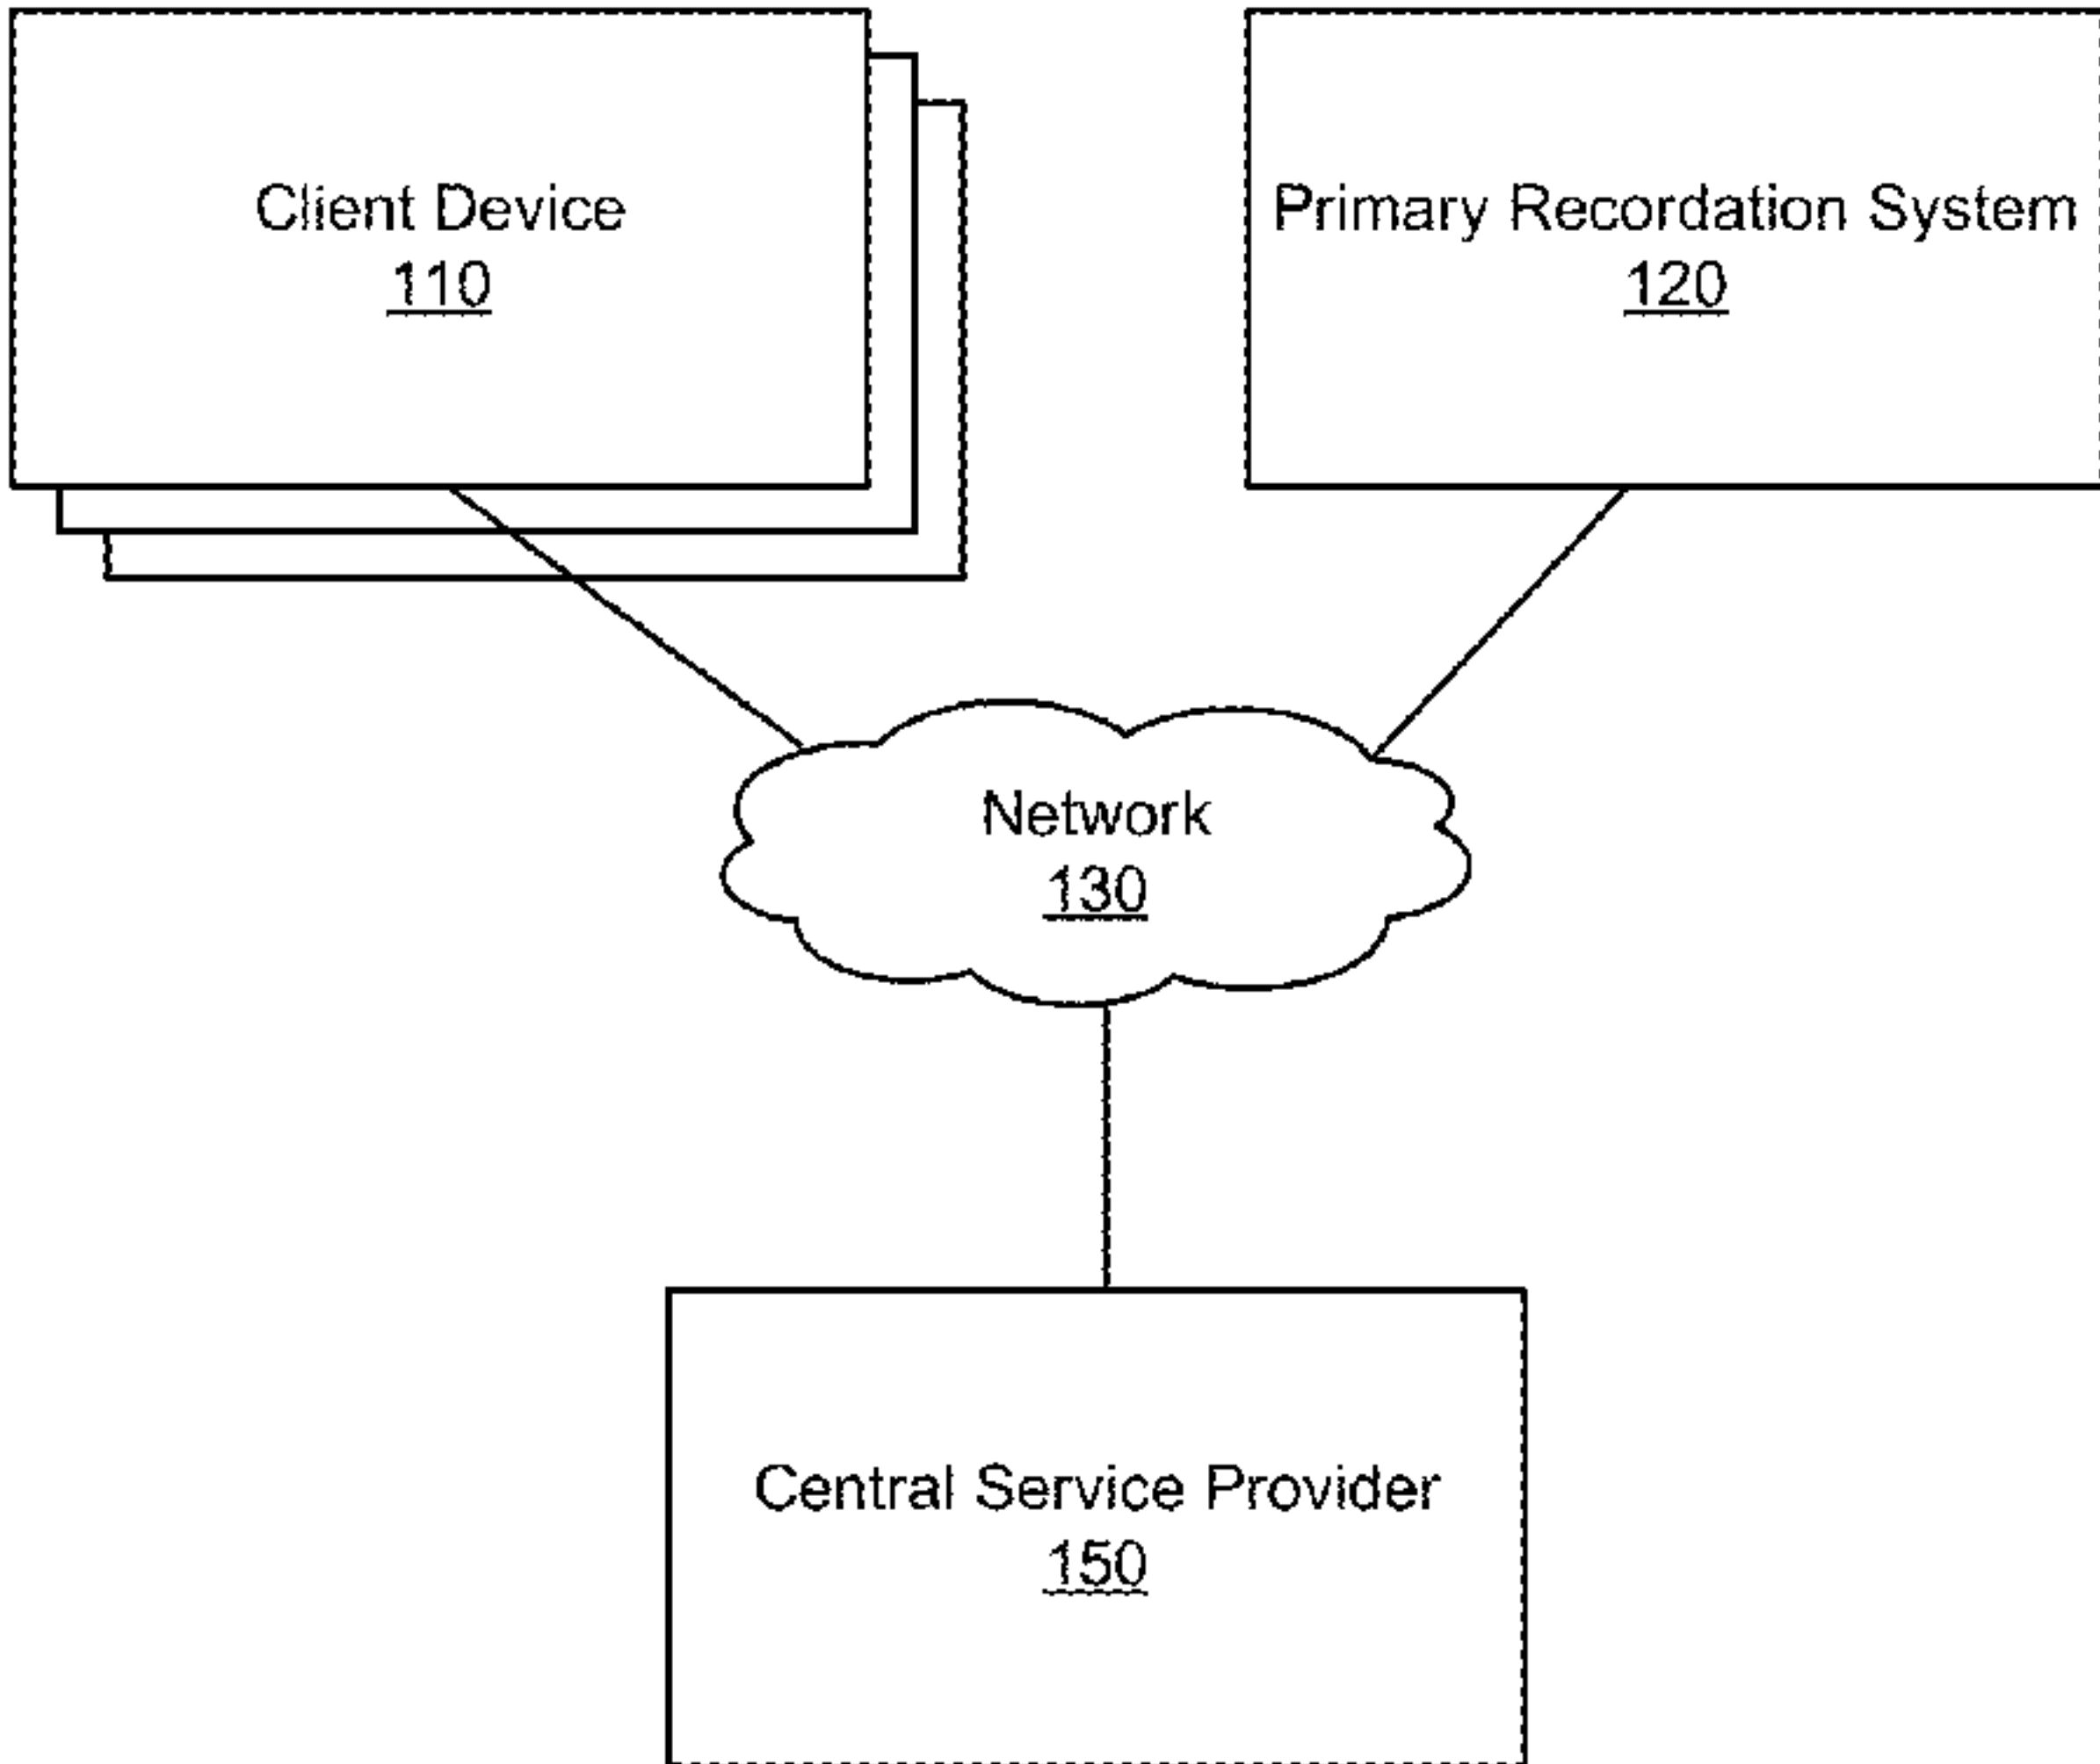 Client Device
110
Primary Recordation System
120
Network
130
Central Service Provider
150